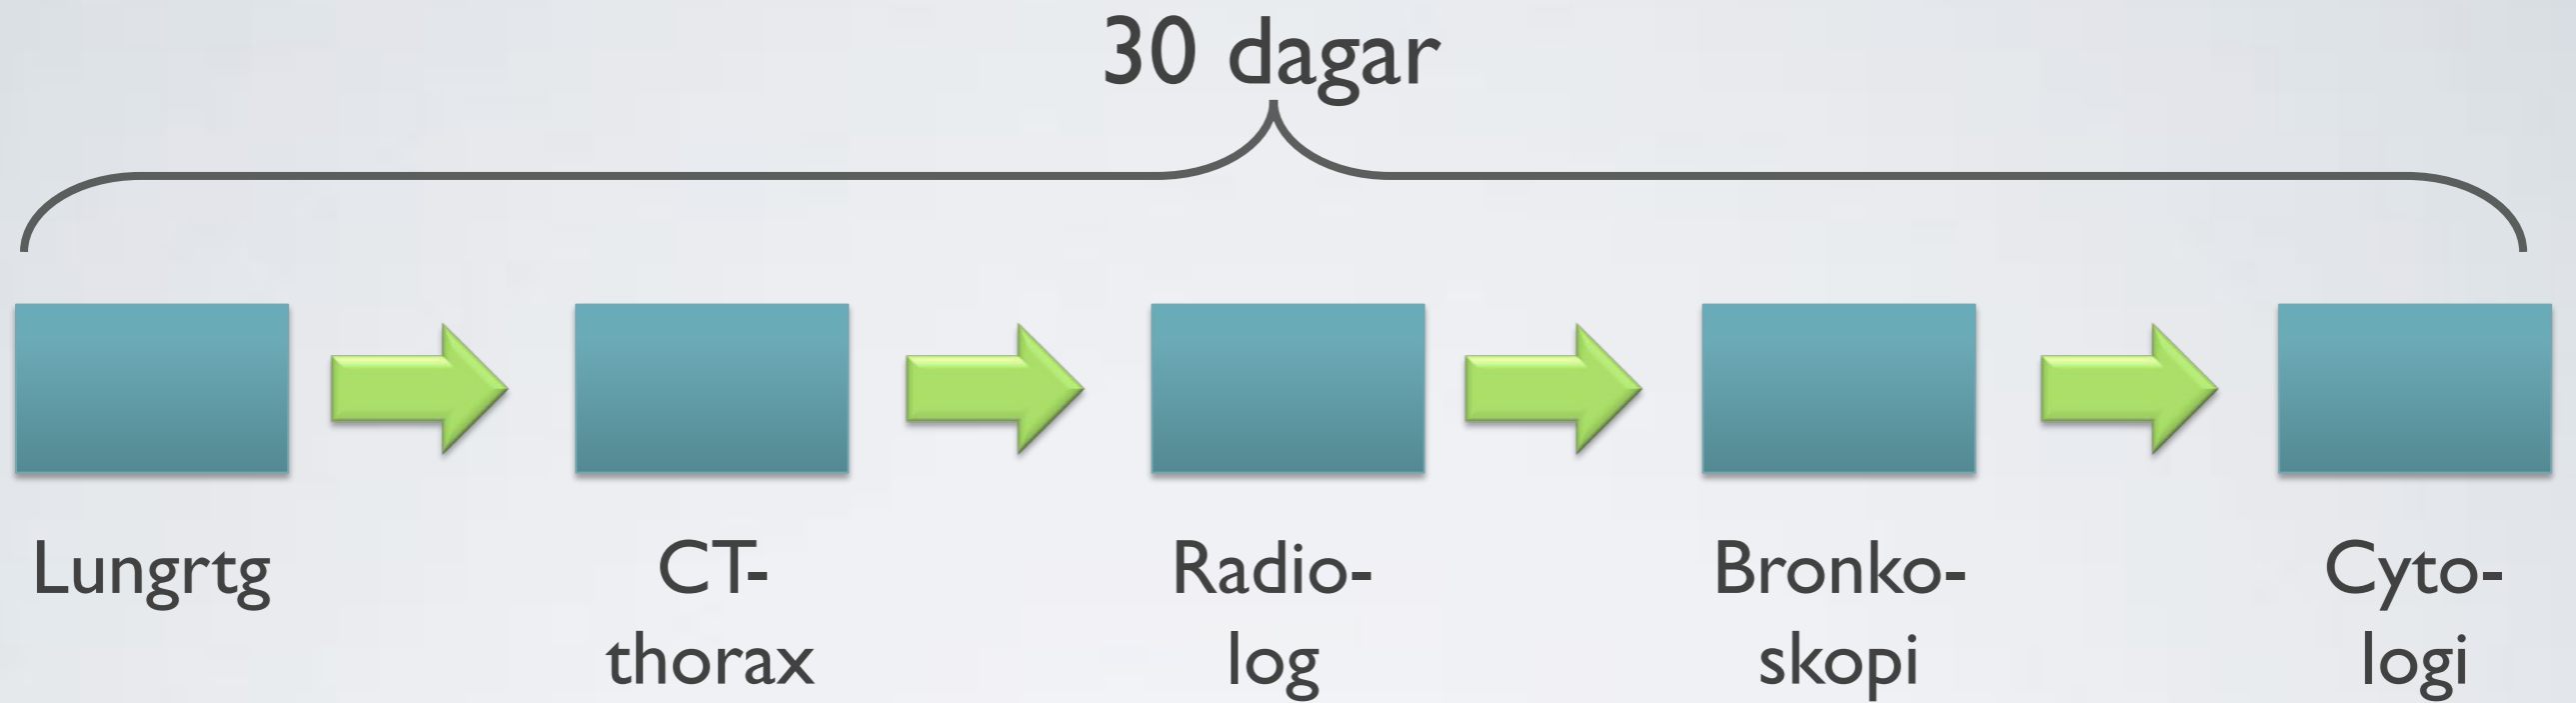 30 dagar
Lungrtg
CT-
thorax
Radio-
log
Bronko-
skopi
Cyto-
logi